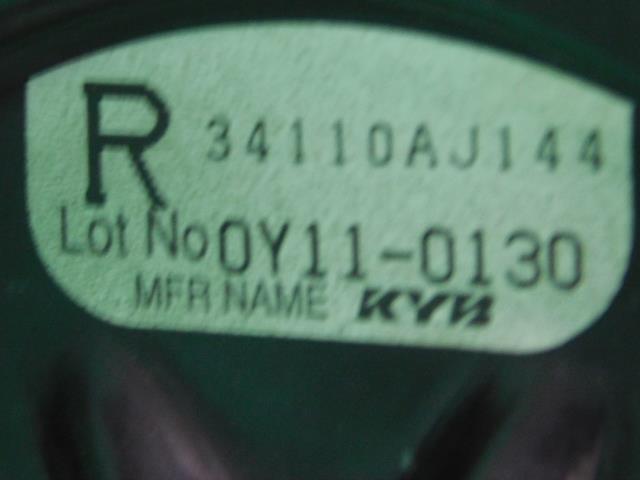 R 34110AJ144
Lot No 0Y11-0130
MFR NAME KYB